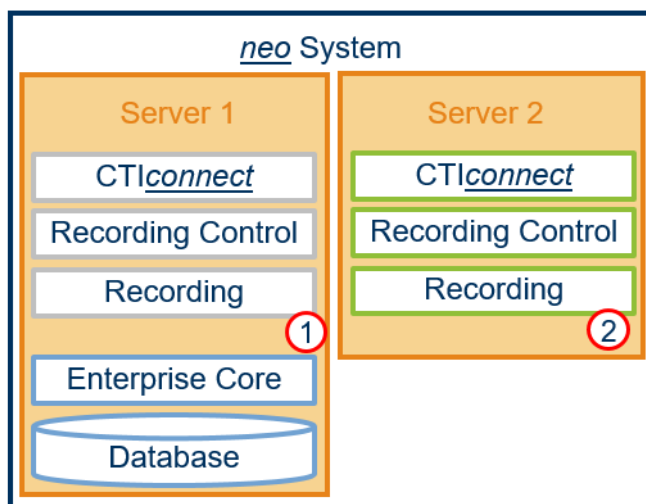 neo System
Server 1
CTIconnect
Recording Control
Recording
1
Enterprise Core
Database
Server 2
CTIconnect
Recording Control
Recording
2